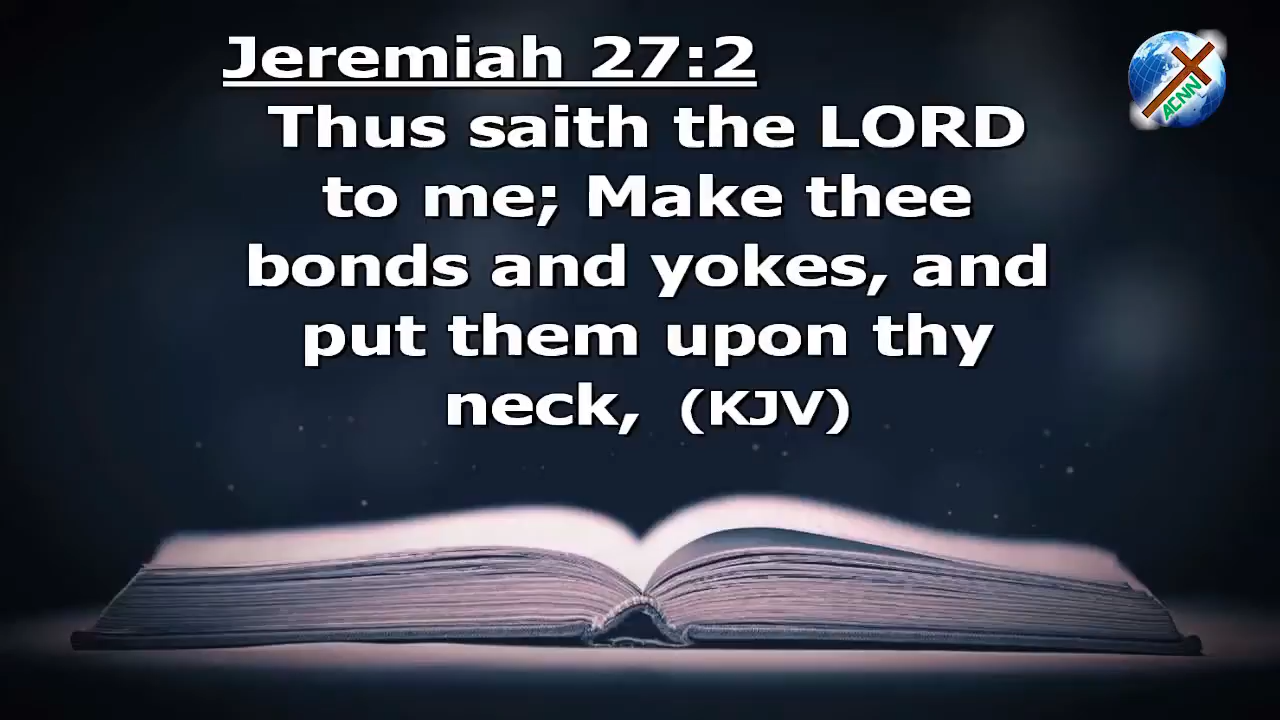 Jeremiah 27:2
Thus saith the LORD
to me; Make thee
bonds and yokes, and
put them upon thy
neck, (KJV)
ACNN